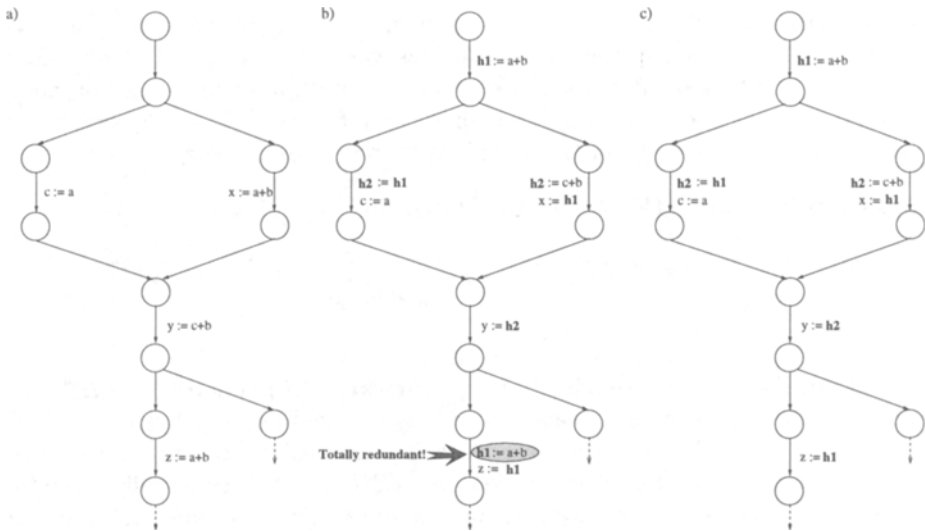 a)
c := a
x := a+b
y := c+b
z := a+b
b)
h1 := a+b
h2 := h1
c := a
h2 := c+b
x := h1
y := h2
Totally redundant!
h1 := a+b
z := h1
c)
h1 := a+b
h2 := h1
c := a
h2 := c+b
x := h1
y := h2
z := h1